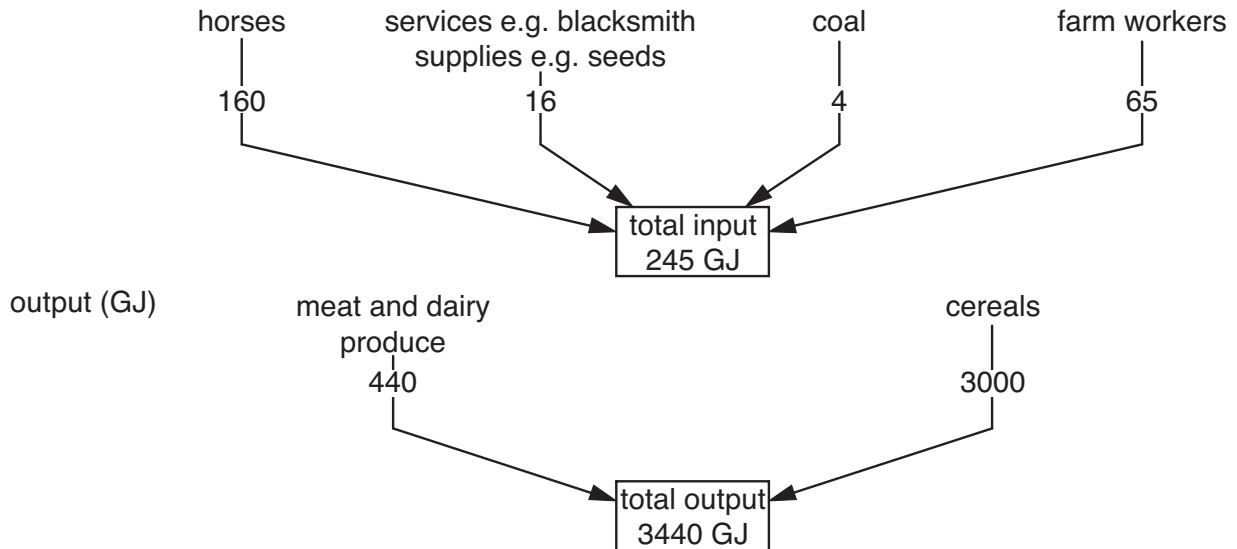 horses
services e.g. blacksmith
supplies e.g. seeds
coal
farm workers
160
16
4
65
total input
245 GJ
output (GJ)
meat and dairy
produce
cereals
440
3000
total output
3440 GJ